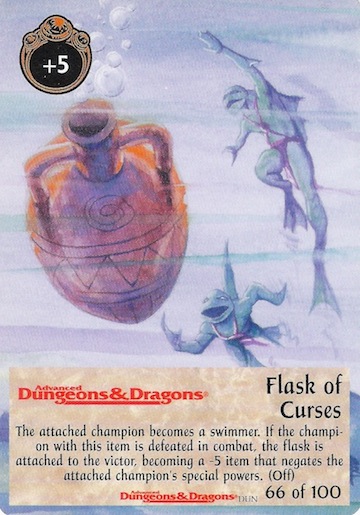 +5
Flask of
Curses
Advanced
Dungeons&Dragons®
The attached champion becomes a swimmer. If the champi-
on with this item is defeated in combat, the flask is
attached to the victor, becoming a -5 item that negates the
attached champion's special powers. (Off)
Advanced
Dungeons&Dragons® DUN 66 of 100